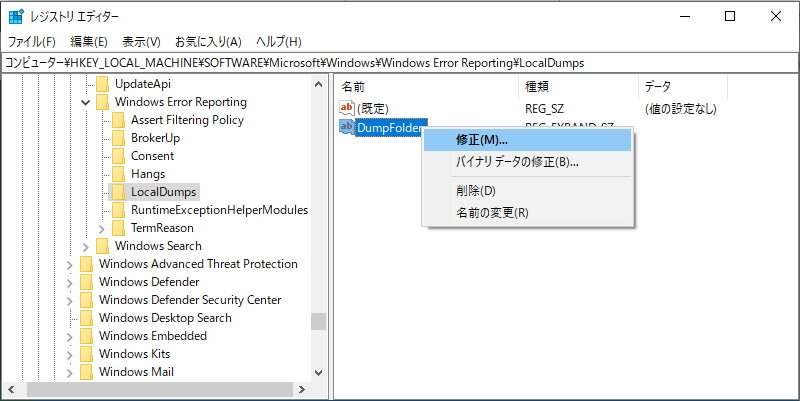 レジストリ エディター
ファイル(F) 編集(E) 表示(V) お気に入り(A) ヘルプ(H)
コンピューター¥HKEY_LOCAL_MACHINE¥SOFTWARE¥Microsoft¥Windows¥Windows Error Reporting¥LocalDumps
UpdateApi
Windows Error Reporting
Assert Filtering Policy
BrokerUp
Consent
Hangs
LocalDumps
RuntimeExceptionHelperModules
TermReason
Windows Search
Windows Advanced Threat Protection
Windows Defender
Windows Defender Security Center
Windows Desktop Search
Windows Embedded
Windows Kits
Windows Mail
名前 種類 データ
ab (既定) REG_SZ (値の設定なし)
ab DumpFolder REG_EXPAND_SZ
修正(M)...
バイナリ データの修正(B)...
削除(D)
名前の変更(R)